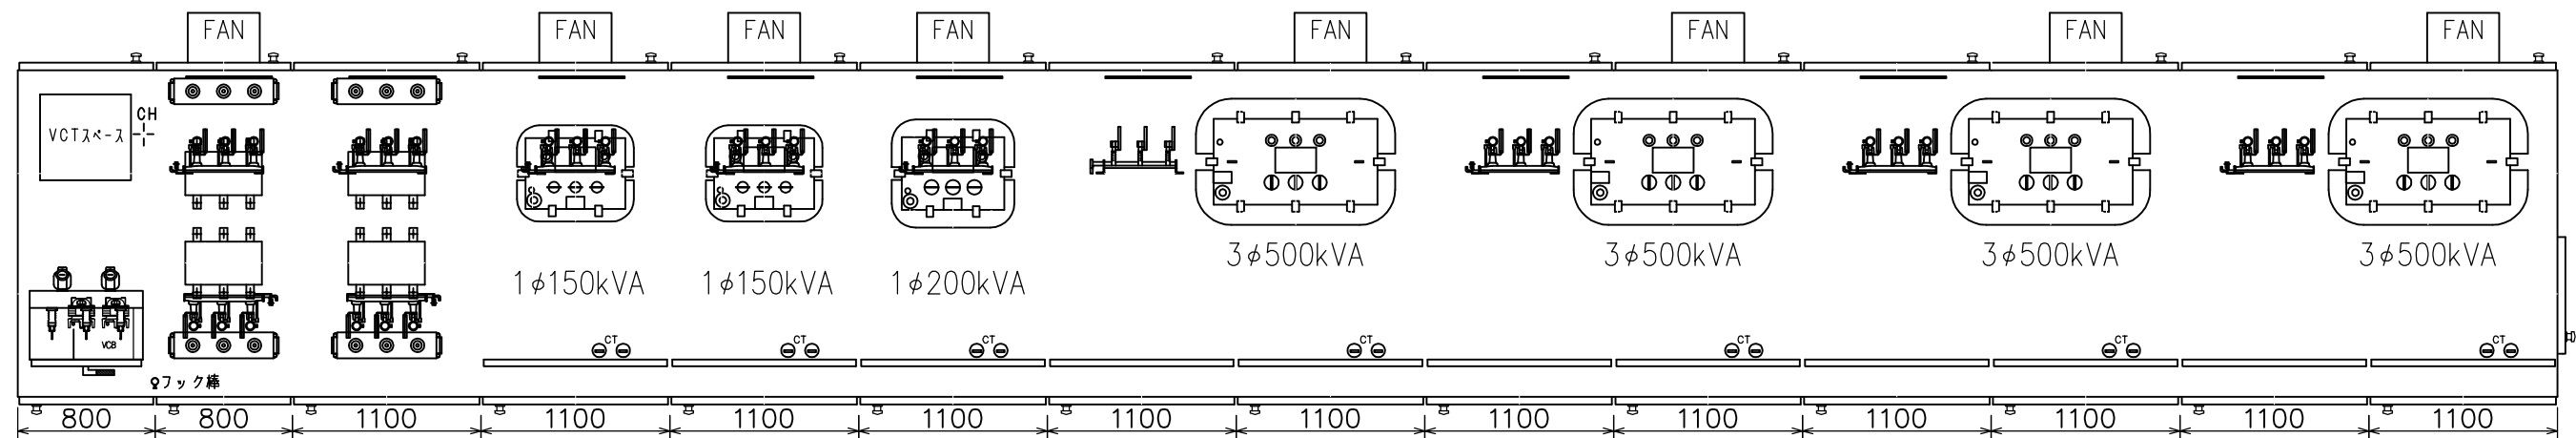 FAN FAN FAN FAN FAN FAN FAN FAN
CH
VCTスペース
3φ500kVA 3φ500kVA 3φ500kVA 3φ500kVA
1φ150kVA 1φ150kVA 1φ200kVA
CT CT CT CT CT CT CT
VCB
フック棒
800 800 1100 1100 1100 1100 1100 1100 1100 1100 1100 1100 1100 1100